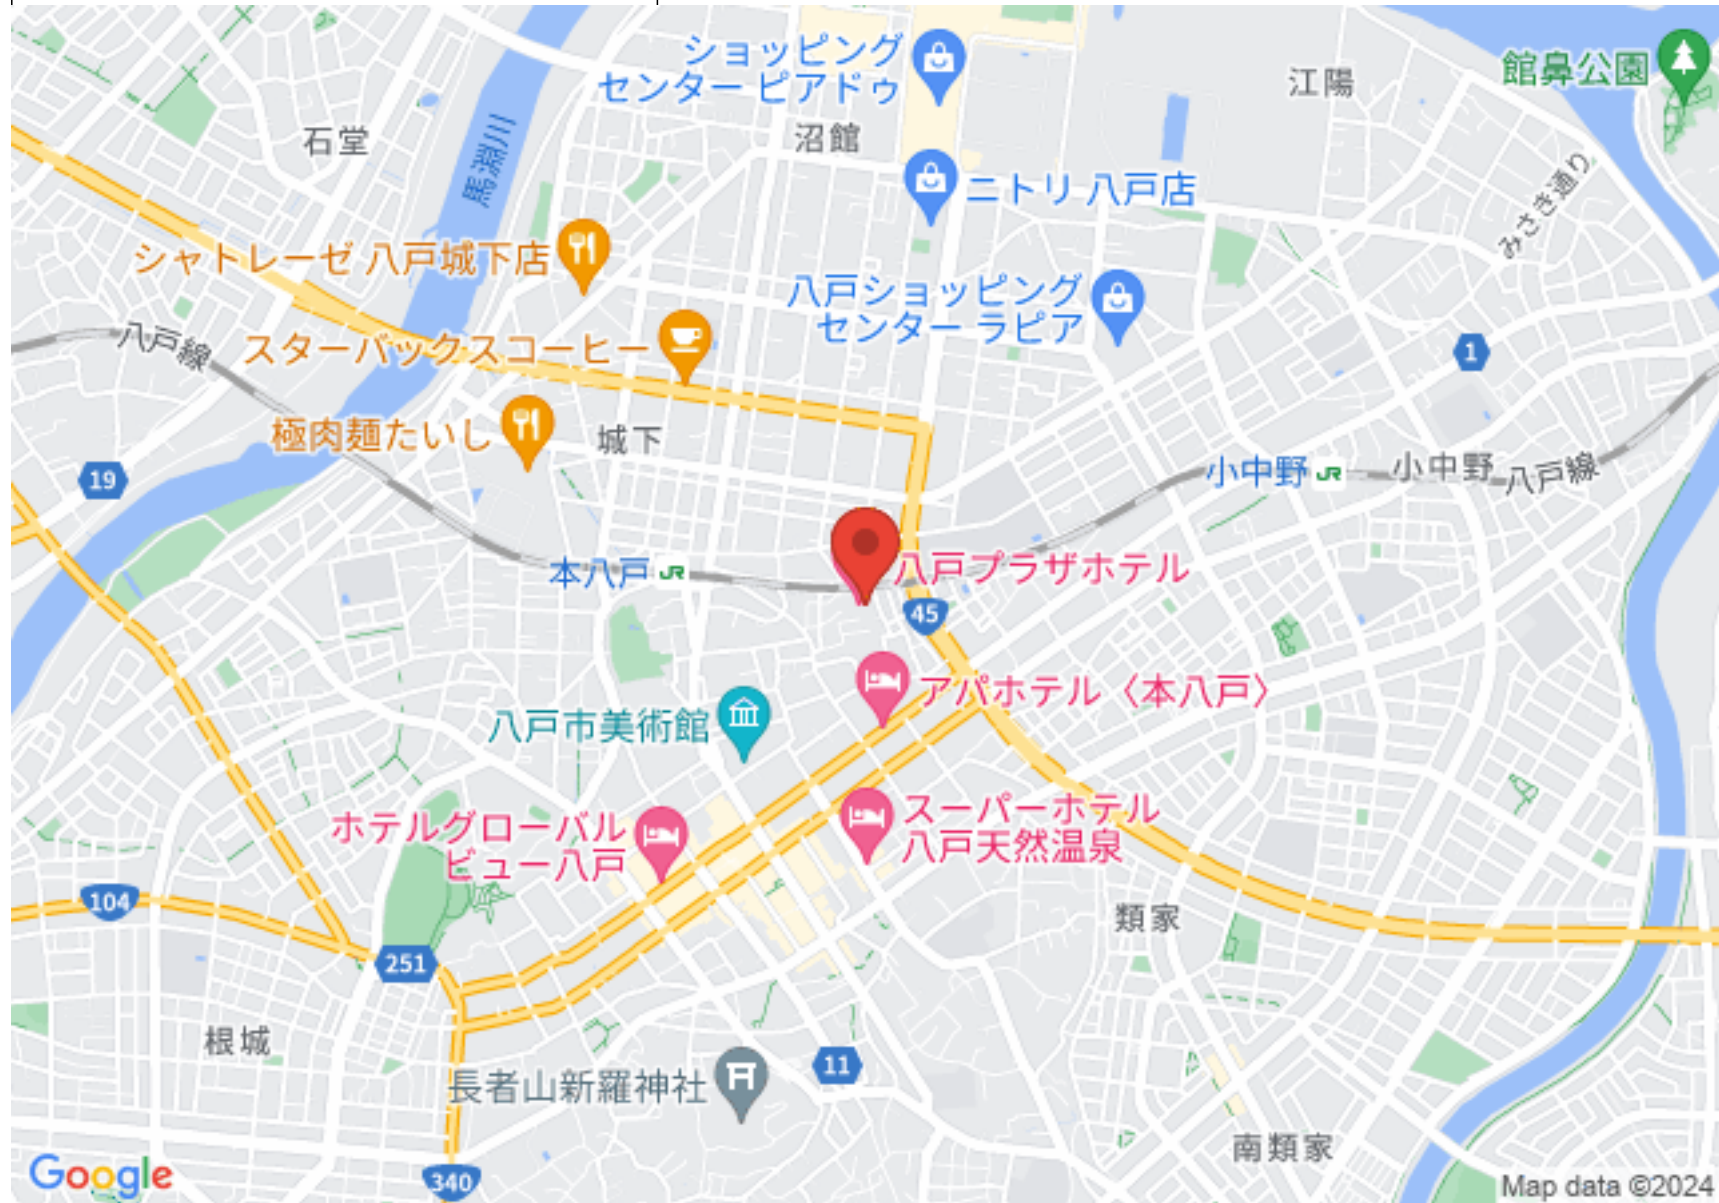 ショッピング
センター ピアドゥ
館鼻公園
江陽
石堂
沼館
馬淵川
ニトリ 八戸店
みさき通り
シャトレーゼ 八戸城下店
八戸ショッピング
センター ラピア
八戸線
スターバックスコーヒー
1
極肉麺たいし
城下
19
小中野 JR
小中野
八戸線
本八戸 JR
八戸プラザホテル
45
アパホテル〈本八戸〉
八戸市美術館
ホテルグローバル
ビュー八戸
スーパーホテル
八戸天然温泉
104
類家
251
根城
11
長者山新羅神社
南類家
340
Google
Map data ©2024